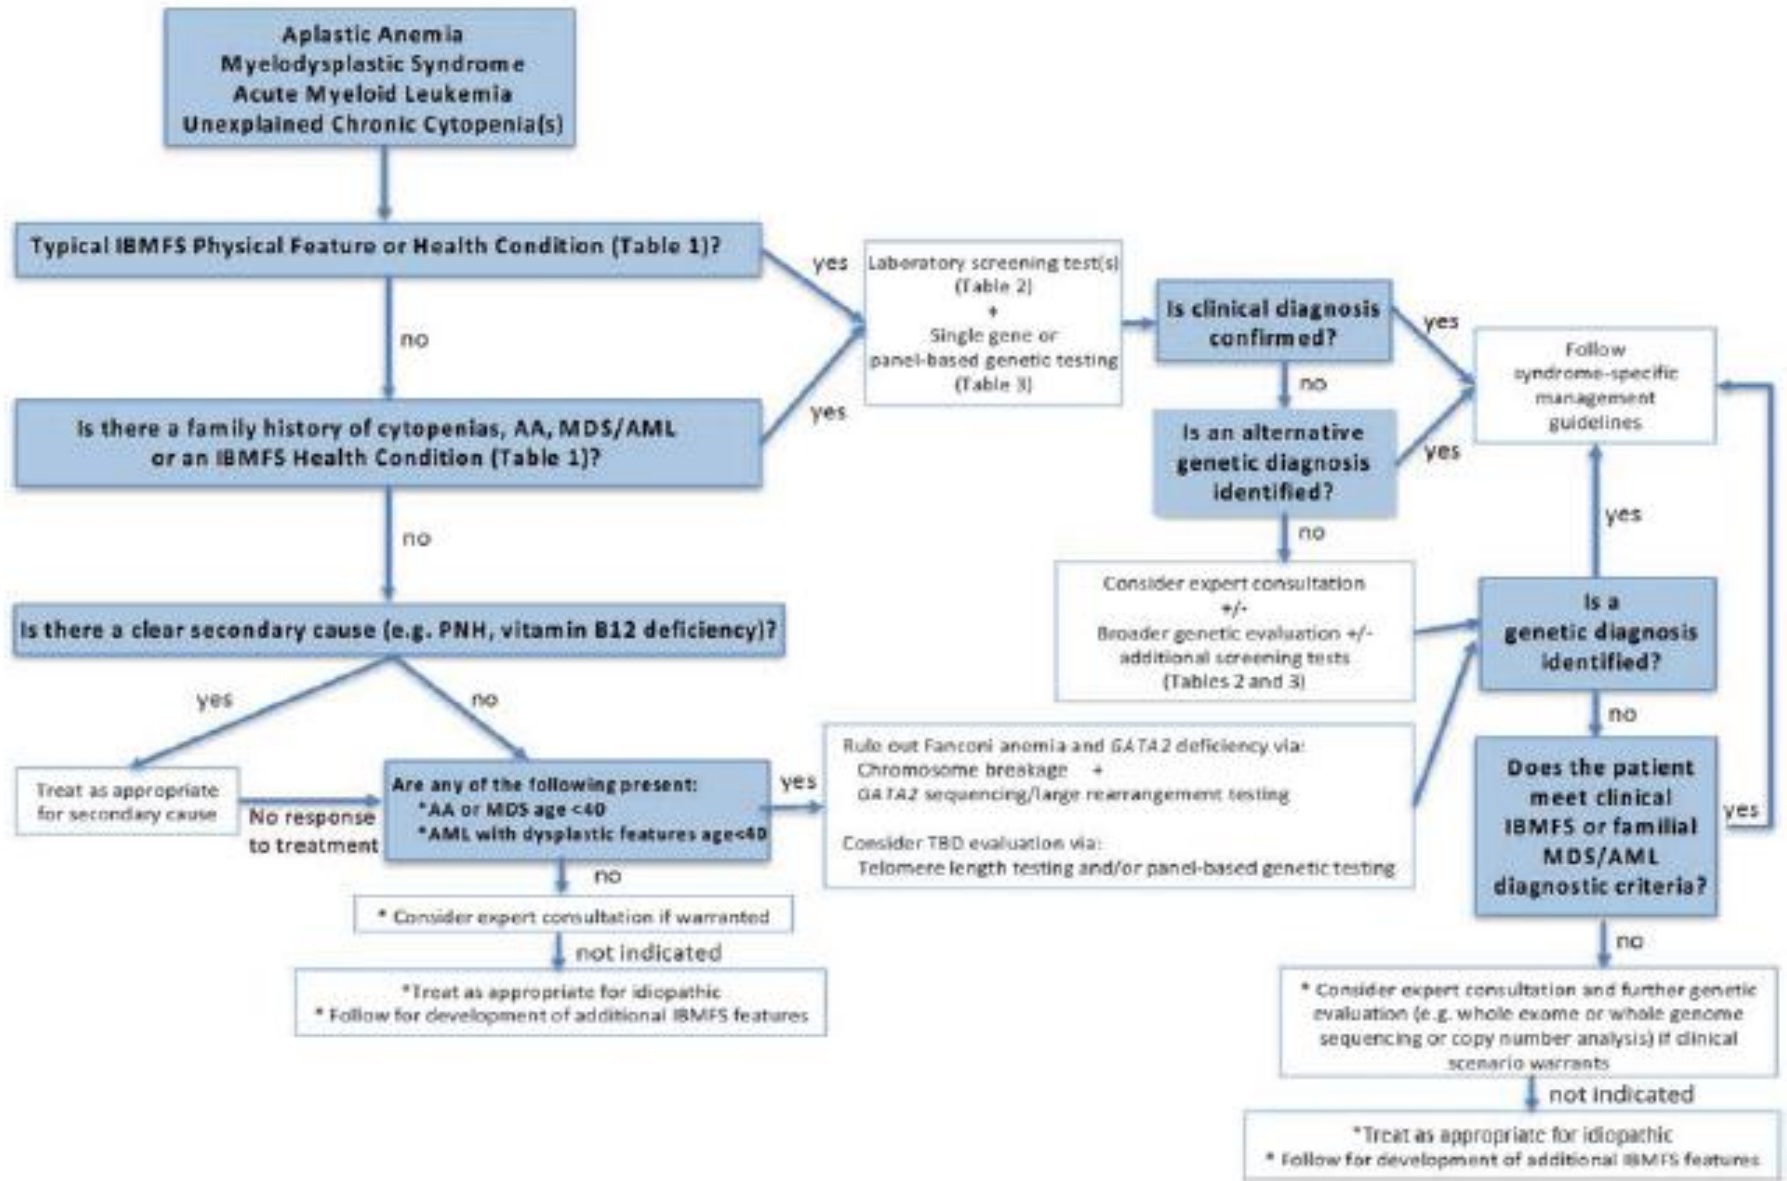 Aplastic Anemia
Myelodysplastic Syndrome
Acute Myeloid Leukemia
Unexplained Chronic Cytopenia(s)
Typical IBMFS Physical Feature or Health Condition (Table 1)?
yes
no
Laboratory screening test(s)
(Table 2)
+
Single gene or
panel-based genetic testing
(Table 3)
Is clinical diagnosis
confirmed?
yes
no
Follow
syndrome-specific
management
guidelines
Is there a family history of cytopenias, AA, MDS/AML
or an IBMFS Health Condition (Table 1)?
yes
no
Is an alternative
genetic diagnosis
identified?
yes
no
Consider expert consultation
+/-
Broader genetic evaluation +/-
additional screening tests
(Tables 2 and 3)
yes
Is a
genetic diagnosis
identified?
no
Is there a clear secondary cause (e.g. PNH, vitamin B12 deficiency)?
yes
no
Treat as appropriate
for secondary cause
No response
to treatment
Are any of the following present:
*AA or MDS age <40
*AML with dysplastic features age<40
yes
no
Rule out Fanconi anemia and GATA2 deficiency via:
Chromosome breakage +
GATA2 sequencing/large rearrangement testing
Consider TBD evaluation via:
Telomere length testing and/or panel-based genetic testing
Does the patient
meet clinical
IBMFS or familial
MDS/AML
diagnostic criteria?
yes
no
* Consider expert consultation if warranted
not indicated
*Treat as appropriate for idiopathic
* Follow for development of additional IBMFS features
* Consider expert consultation and further genetic
evaluation (e.g. whole exome or whole genome
sequencing or copy number analysis) if clinical
scenario warrants
not indicated
*Treat as appropriate for idiopathic
* Follow for development of additional IBMFS features